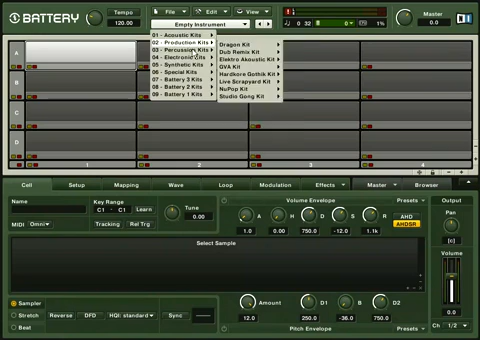 BATTERY
Tempo
120.00
File
Edit
View
Empty Instrument
0 32
0
1%
Master
0.0
01 - Acoustic Kits
02 - Production Kits
03 - Percussion Kits
04 - Electronic Kits
05 - Synthetic Kits
06 - Special Kits
07 - Battery 3 Kits
08 - Battery 2 Kits
09 - Battery 1 Kits
Dragon Kit
Dub Remix Kit
Elektro Akoustic Kit
GVA Kit
Hardkore Gothik Kit
Live Scrapyard Kit
NuPop Kit
Studio Gong Kit
A
B
C
D
1 2 3 4
Cell Setup Mapping Wave Loop Modulation Effects Master Browser
Name
Key Range
C1 - C1 Learn
MIDI Omni
Tracking Rel Trg
Tune
0.00
Volume Envelope Presets
A H D S R
AHD
AHDSR
1.0 0.0 750.0 -12.0 1.1k
Output
Pan
[c]
Volume
0.0
Ch 1/2
Select Sample
Sampler
Stretch
Beat
Reverse DFD HQI: standard Sync
Amount D1 B D2
12.0 250.0 -36.0 750.0
Pitch Envelope Presets